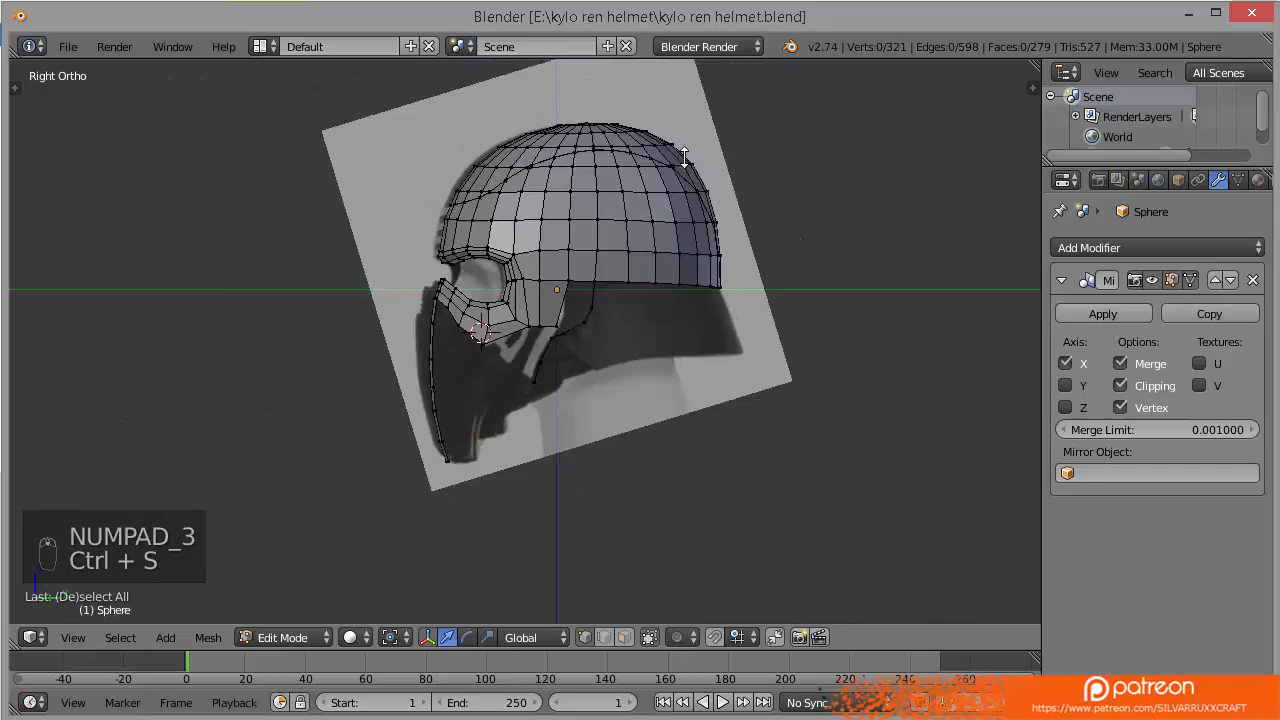 Blender [E:\kylo ren helmet\kylo ren helmet.blend]
File Render Window Help Default Scene Blender Render v2.74 | Verts:0/321 | Edges:0/598 | Faces:0/279 | Tris:527 | Mem:33.00M | Sphere
Right Ortho
View Search All Scenes
Scene
RenderLayers
World
Sphere
Add Modifier
Mi
Apply Copy
Axis: Options: Textures:
X Merge U
Y Clipping V
Z Vertex
Merge Limit: 0.001000
Mirror Object:
NUMPAD_3
Ctrl + S
Last: (De)select All
(1) Sphere
View Select Add Mesh Edit Mode Global
-40 -20 0 20 40 60 80 100 120 140 160 180 200 220 240 260
View Marker Frame Playback Start: 1 End: 250 1 No Sync
patreon
https://www.patreon.com/SILVARRUXXCRAFT